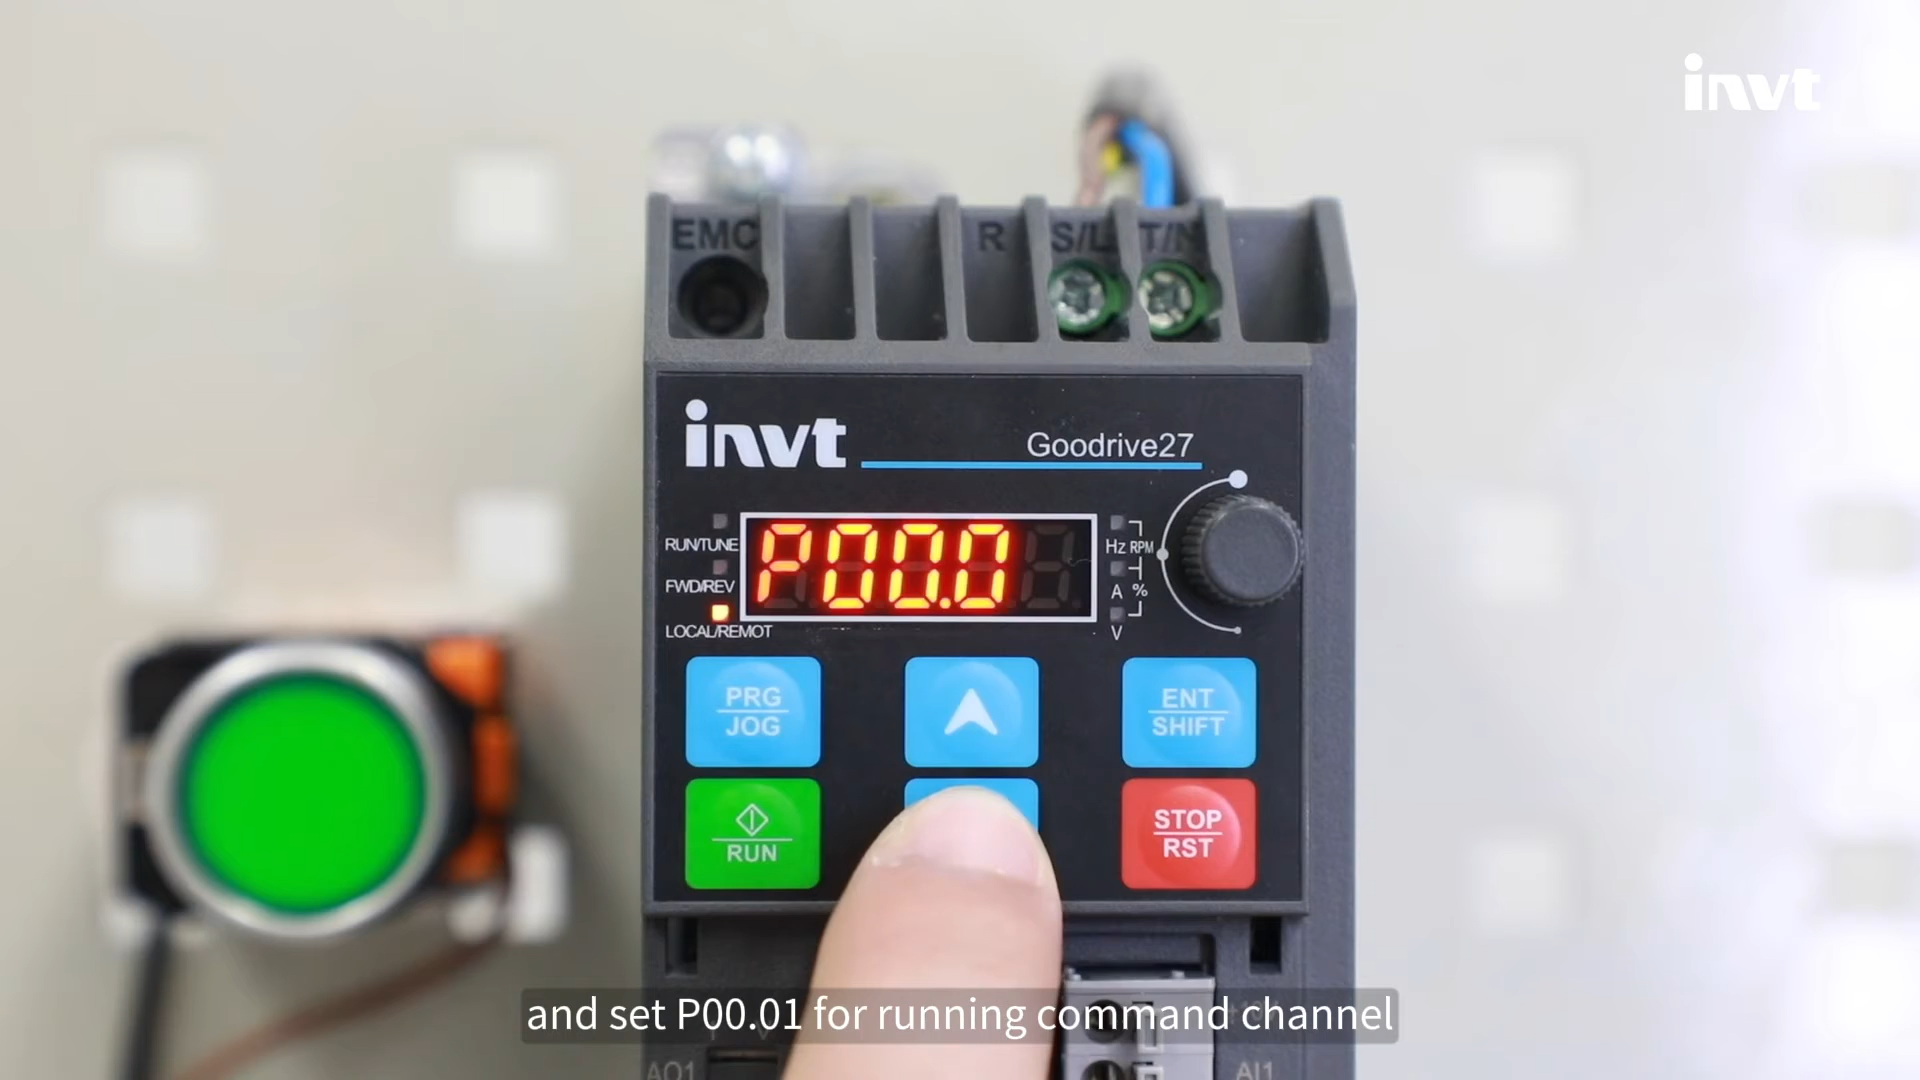 invt
EMC R S/L T/N
invt
Goodrive27
P00.0
RUN/TUNE
FWD/REV
LOCAL/REMOT
Hz RPM
A %
V
PRG
JOG
ENT
SHIFT
RUN
STOP
RST
and set P00.01 for running command channel
AO1
AI1